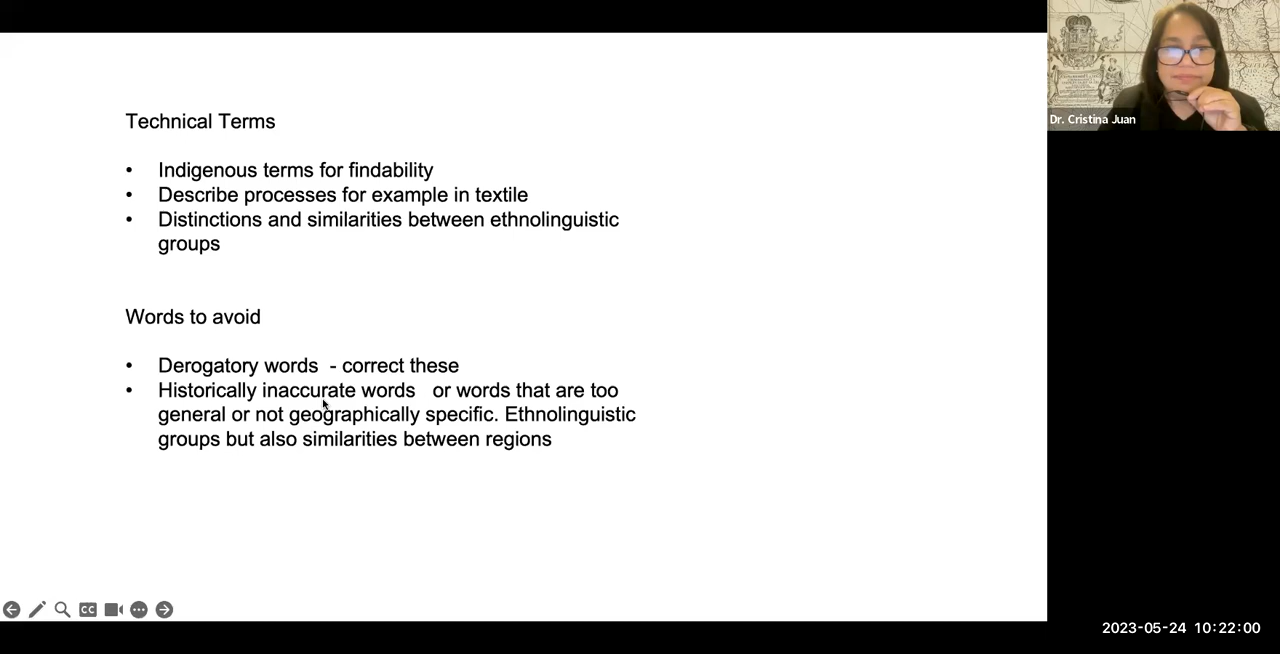 Technical Terms
• Indigenous terms for findability
• Describe processes for example in textile
• Distinctions and similarities between ethnolinguistic
groups
Words to avoid
• Derogatory words - correct these
• Historically inaccurate words or words that are too
general or not geographically specific. Ethnolinguistic
groups but also similarities between regions
CC
Dr. Cristina Juan
2023-05-24 10:22:00